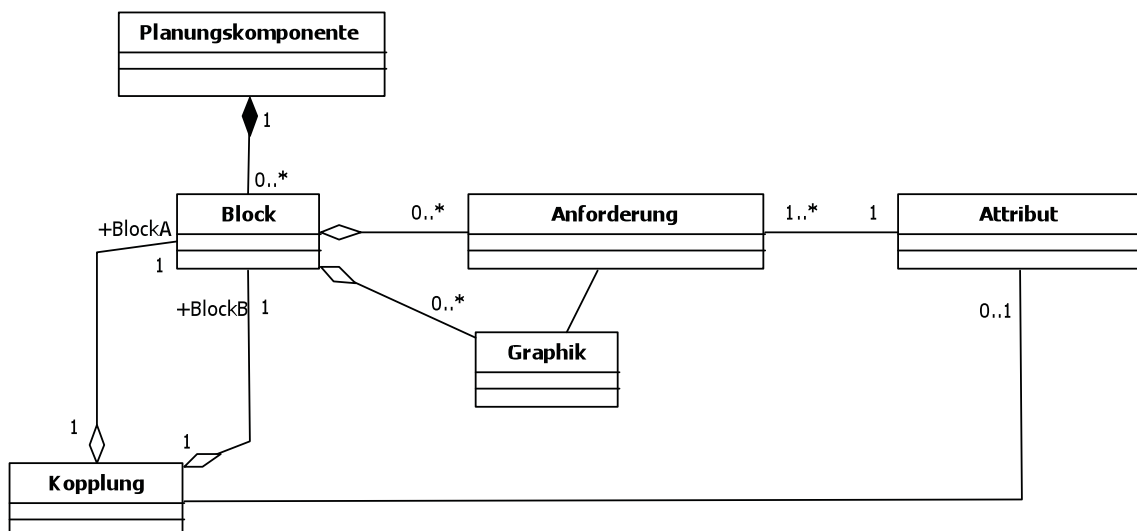 Planungskomponente
1
0..*
Block
0..*
Anforderung
1..*
1
Attribut
+BlockA
1
+BlockB
1
0..*
0..1
Graphik
1
1
Kopplung